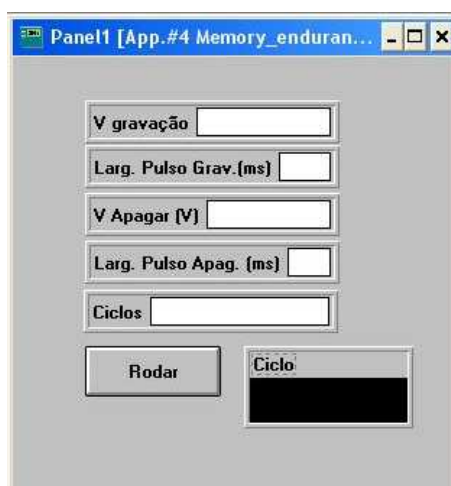 Panel1 [App.#4 Memory_enduran...
V gravação
Larg. Pulso Grav.(ms)
V Apagar (V)
Larg. Pulso Apag. (ms)
Ciclos
Rodar
Ciclo